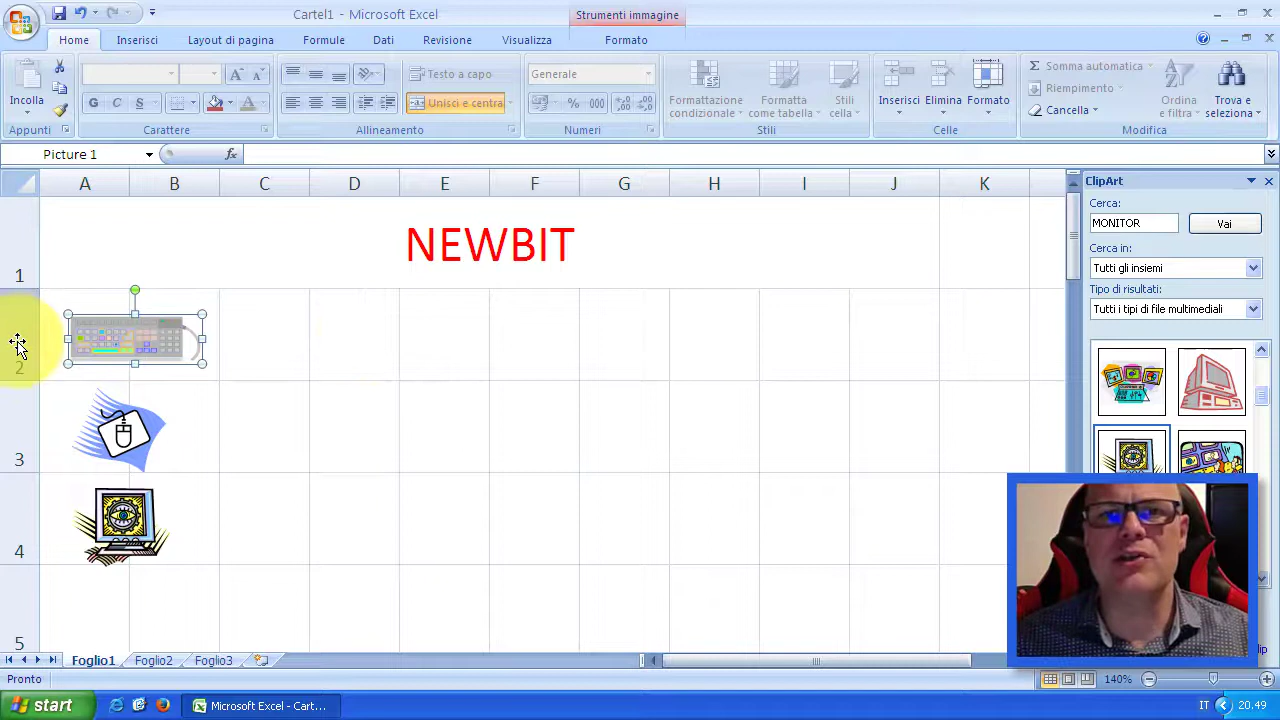 Cartel1 - Microsoft Excel
Strumenti immagine
Home
Inserisci
Layout di pagina
Formule
Dati
Revisione
Visualizza
Formato
Incolla
Appunti
G C S
Carattere
Testo a capo
Unisci e centra
Allineamento
Generale
% 000
Numeri
Formattazione condizionale
Formatta come tabella
Stili cella
Stili
Inserisci
Elimina
Formato
Celle
Somma automatica
Riempimento
Cancella
Ordina e filtra
Trova e seleziona
Modifica
Picture 1
fx
A B C D E F G H I J K
1
NEWBIT
2
3
4
5
ClipArt
Cerca:
MONITOR
Vai
Cerca in:
Tutti gli insiemi
Tipo di risultati:
Tutti i tipi di file multimediali
Foglio1
Foglio2
Foglio3
Pronto
140%
start
Microsoft Excel - Cart...
IT
20.49